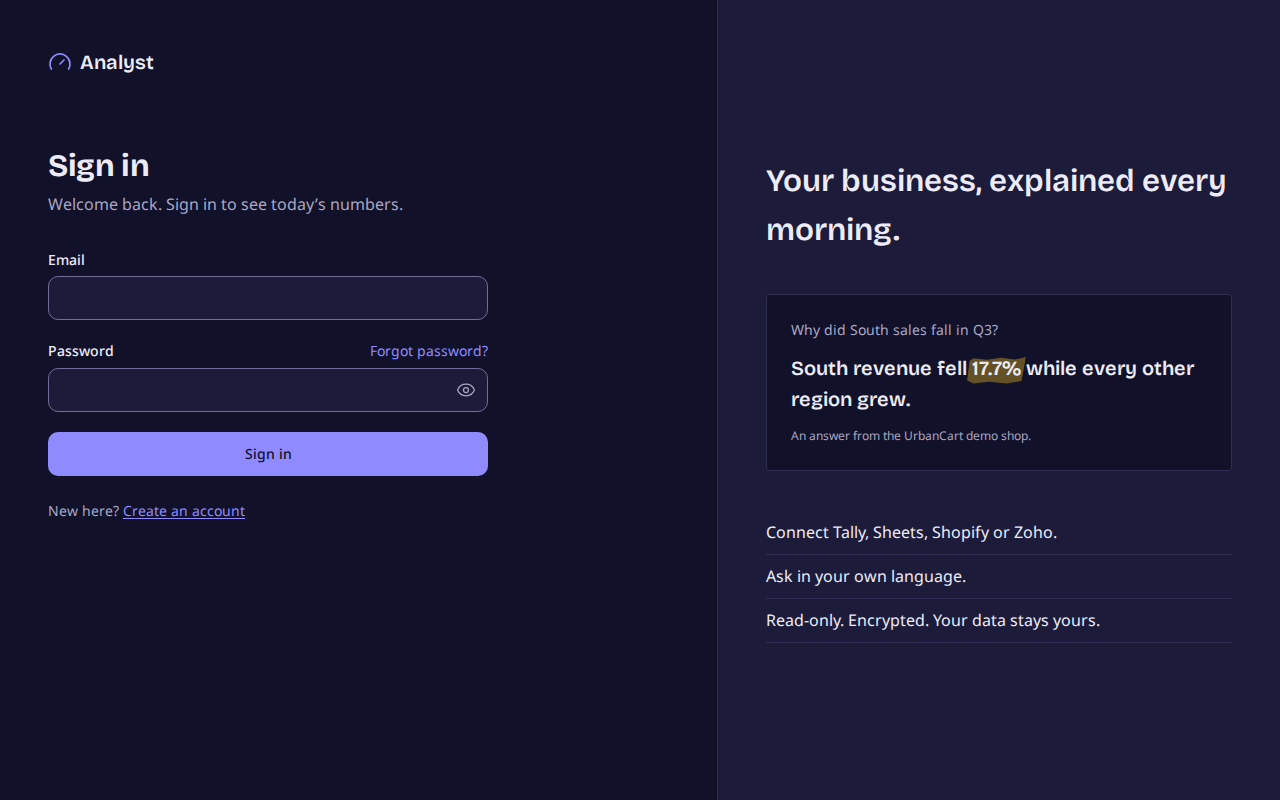 Analyst
Sign in
Welcome back. Sign in to see today’s numbers.
Email
Password
Forgot password?
Sign in
New here? Create an account
Your business, explained every
morning.
Why did South sales fall in Q3?
South revenue fell 17.7% while every other
region grew.
An answer from the UrbanCart demo shop.
Connect Tally, Sheets, Shopify or Zoho.
Ask in your own language.
Read-only. Encrypted. Your data stays yours.